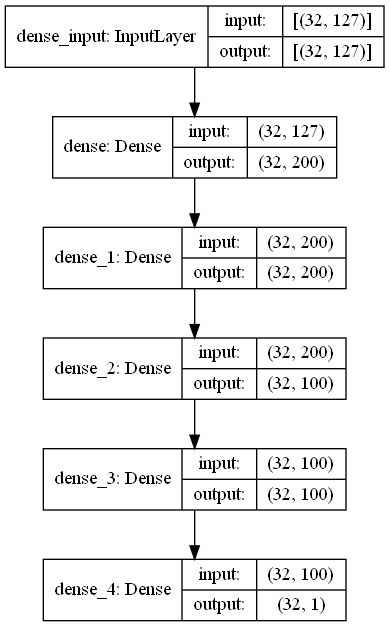 dense_input: InputLayer
input: [(32, 127)]
output: [(32, 127)]
dense: Dense
input: (32, 127)
output: (32, 200)
dense_1: Dense
input: (32, 200)
output: (32, 200)
dense_2: Dense
input: (32, 200)
output: (32, 100)
dense_3: Dense
input: (32, 100)
output: (32, 100)
dense_4: Dense
input: (32, 100)
output: (32, 1)